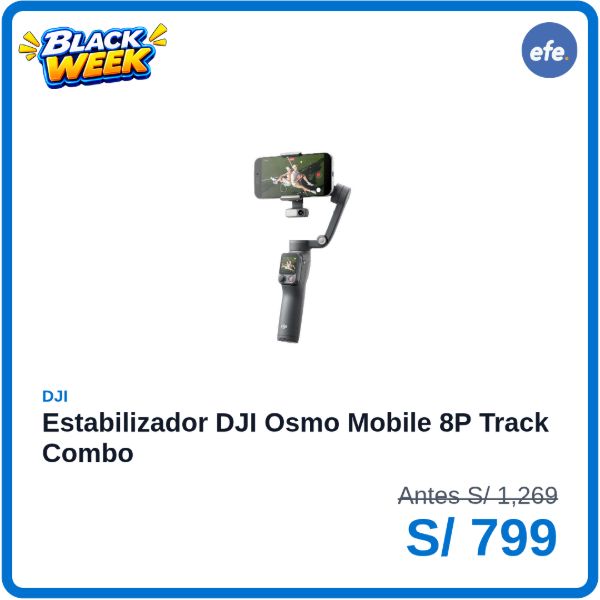 BLACK
WEEK
efe.
DJI
Estabilizador DJI Osmo Mobile 8P Track
Combo
Antes S/ 1,269
S/ 799